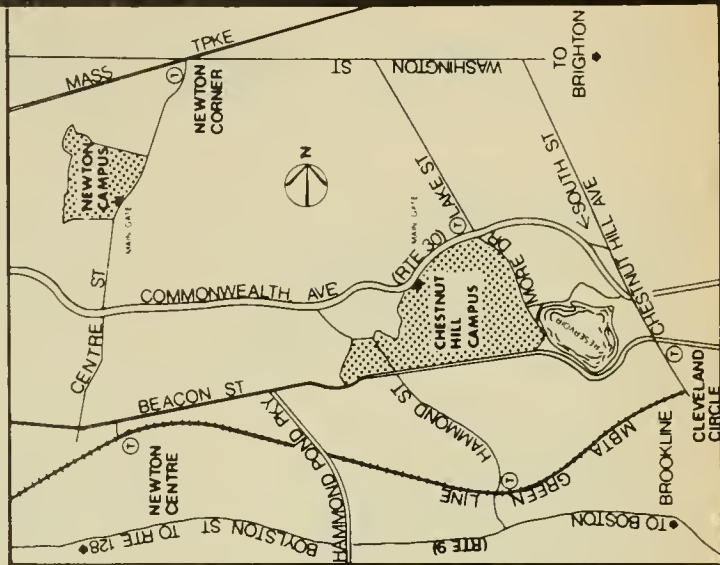 MASS TPKE
NEWTON CORNER
NEWTON CAMPUS
MAIN GATE
CENTRE ST
N
WASHINGTON ST
TO BRIGHTON
LAKE ST
(RTE 30)
MAIN GATE
COMMONWEALTH AVE
SOUTH ST
CHESTNUT HILL AVE
CHESTNUT HILL CAMPUS
MORE DR
RESERVOIR
BEACON ST
HAMMOND ST
HAMMOND POND PKY
NEWTON CENTRE
GREEN LINE
MBTA
BROOKLINE
CLEVELAND CIRCLE
BOYLSTON ST
TO RTE 128
(RTE 9)
TO BOSTON
T
T
T
T
T